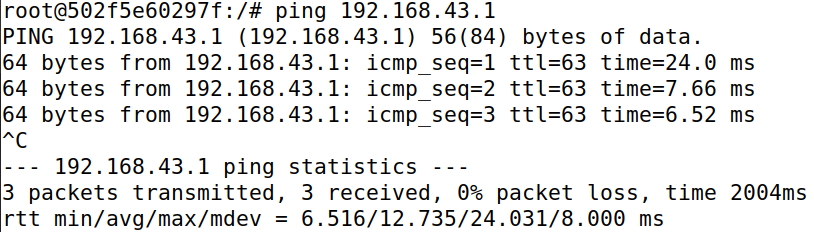 root@502f5e60297f:/# ping 192.168.43.1
PING 192.168.43.1 (192.168.43.1) 56(84) bytes of data.
64 bytes from 192.168.43.1: icmp_seq=1 ttl=63 time=24.0 ms
64 bytes from 192.168.43.1: icmp_seq=2 ttl=63 time=7.66 ms
64 bytes from 192.168.43.1: icmp_seq=3 ttl=63 time=6.52 ms
^C
--- 192.168.43.1 ping statistics ---
3 packets transmitted, 3 received, 0% packet loss, time 2004ms
rtt min/avg/max/mdev = 6.516/12.735/24.031/8.000 ms